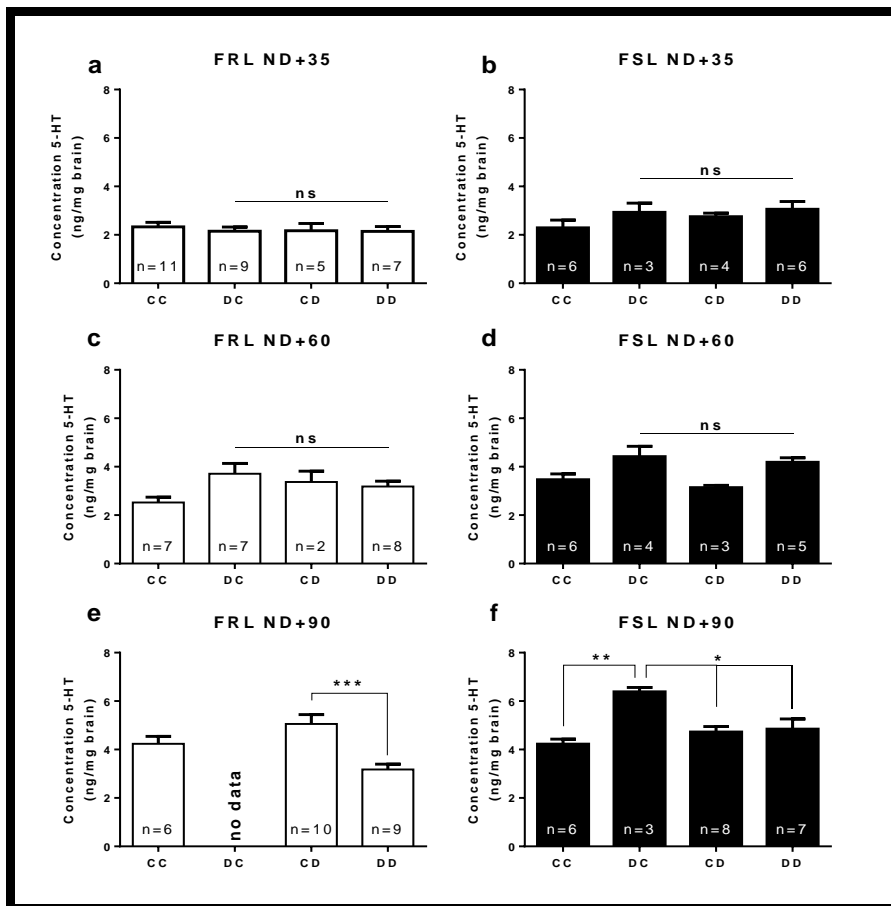 a
FRL ND+35
Concentration 5-HT
(ng/mg brain)
8
6
4
2
0
ns
n=11
n=9
n=5
n=7
CC
DC
CD
DD
b
FSL ND+35
Concentration 5-HT
(ng/mg brain)
8
6
4
2
0
ns
n=6
n=3
n=4
n=6
CC
DC
CD
DD
c
FRL ND+60
Concentration 5-HT
(ng/mg brain)
8
6
4
2
0
ns
n=7
n=7
n=2
n=8
CC
DC
CD
DD
d
FSL ND+60
Concentration 5-HT
(ng/mg brain)
8
6
4
2
0
ns
n=6
n=4
n=3
n=5
CC
DC
CD
DD
e
FRL ND+90
Concentration 5-HT
(ng/mg brain)
8
6
4
2
0
***
n=6
no data
n=10
n=9
CC
DC
CD
DD
f
FSL ND+90
Concentration 5-HT
(ng/mg brain)
8
6
4
2
0
**
*
n=6
n=3
n=8
n=7
CC
DC
CD
DD